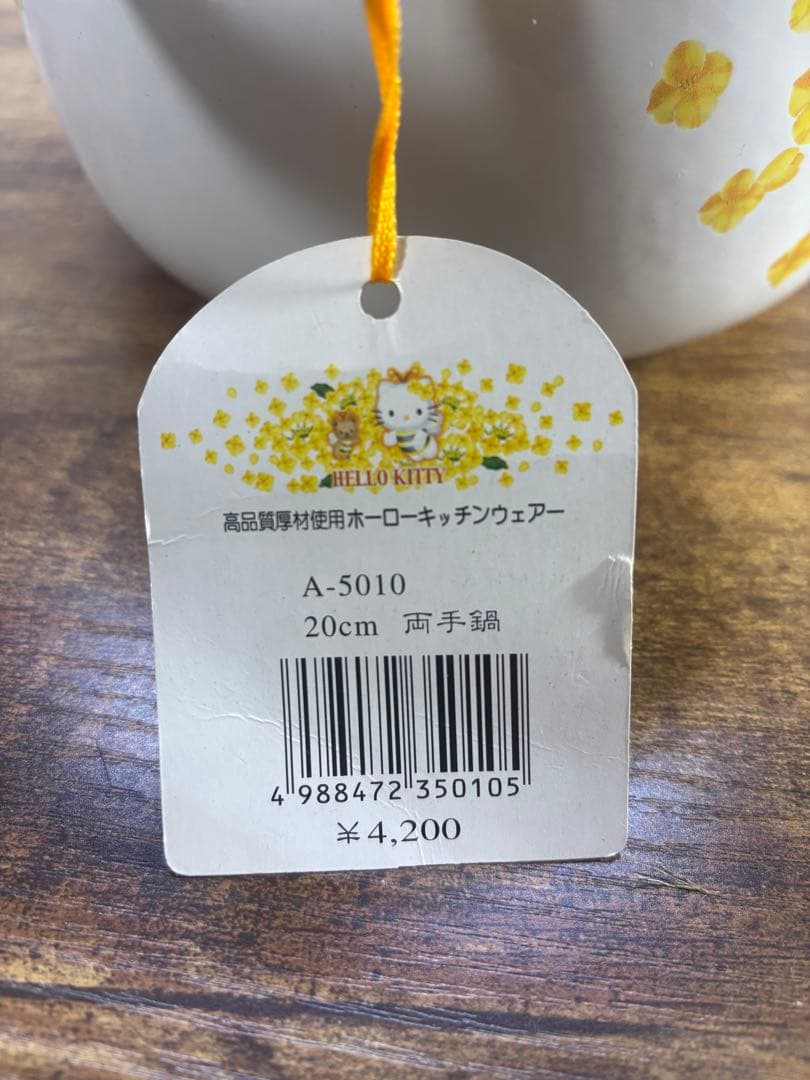 HELLO KITTY
高品質厚材使用ホーローキッチンウェアー
A-5010
20cm 両手鍋
4 988472 350105
¥4,200